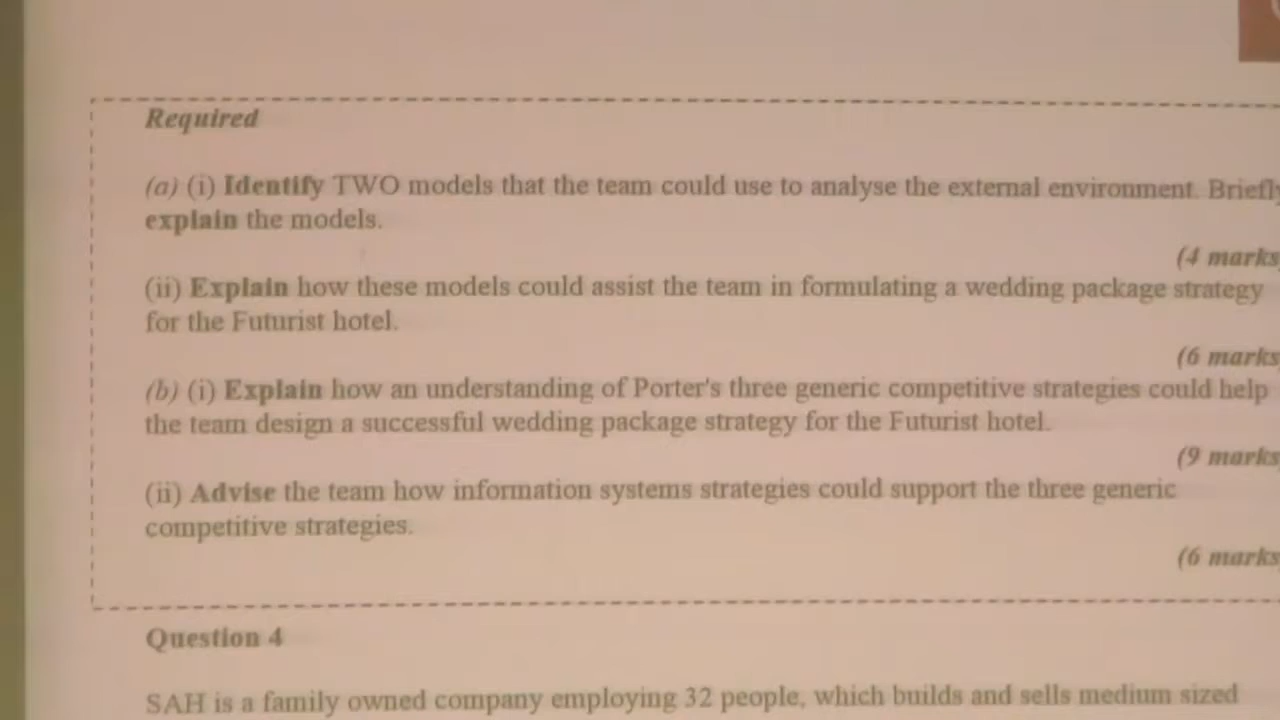 Required
(a) (i) Identify TWO models that the team could use to analyse the external environment. Briefly
explain the models.
(4 marks
(ii) Explain how these models could assist the team in formulating a wedding package strategy
for the Futurist hotel.
(6 marks
(b) (i) Explain how an understanding of Porter's three generic competitive strategies could help
the team design a successful wedding package strategy for the Futurist hotel.
(9 marks
(ii) Advise the team how information systems strategies could support the three generic
competitive strategies.
(6 marks
Question 4
SAH is a family owned company employing 32 people, which builds and sells medium sized